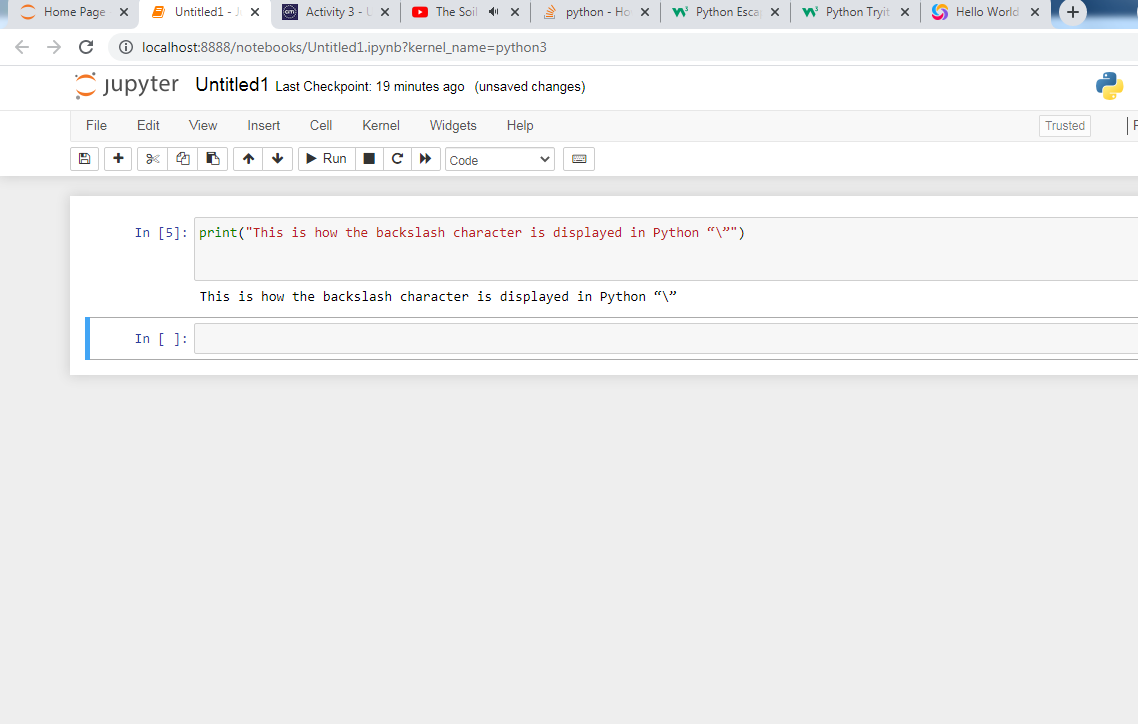 Home Page Untitled1 - J Activity 3 - U The Soil python - Ho Python Escap Python Tryit Hello World
localhost:8888/notebooks/Untitled1.ipynb?kernel_name=python3
jupyter Untitled1 Last Checkpoint: 19 minutes ago (unsaved changes)
File Edit View Insert Cell Kernel Widgets Help Trusted
Run Code
In [5]: print("This is how the backslash character is displayed in Python “\”")
This is how the backslash character is displayed in Python “\”
In [ ]: